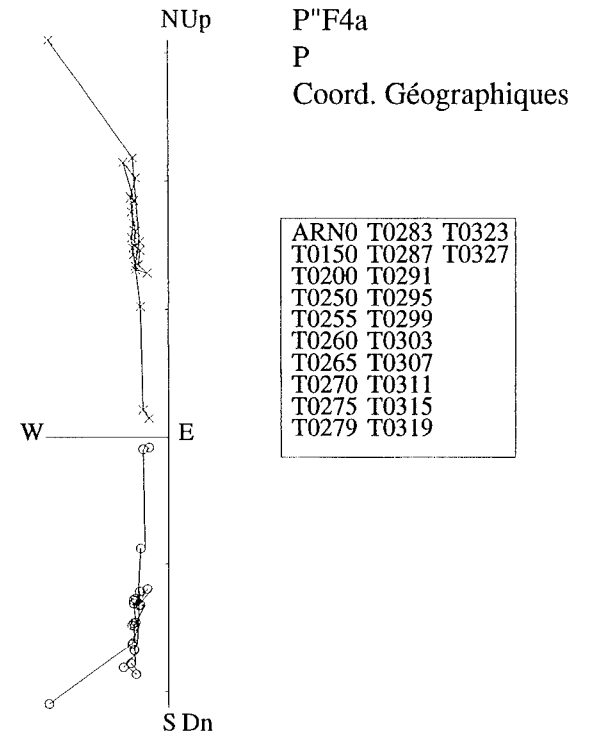 NUp
P"F4a
P
Coord. Géographiques
ARN0 T0283 T0323
T0150 T0287 T0327
T0200 T0291
T0250 T0295
T0255 T0299
T0260 T0303
T0265 T0307
T0270 T0311
T0275 T0315
T0279 T0319
W E
S Dn